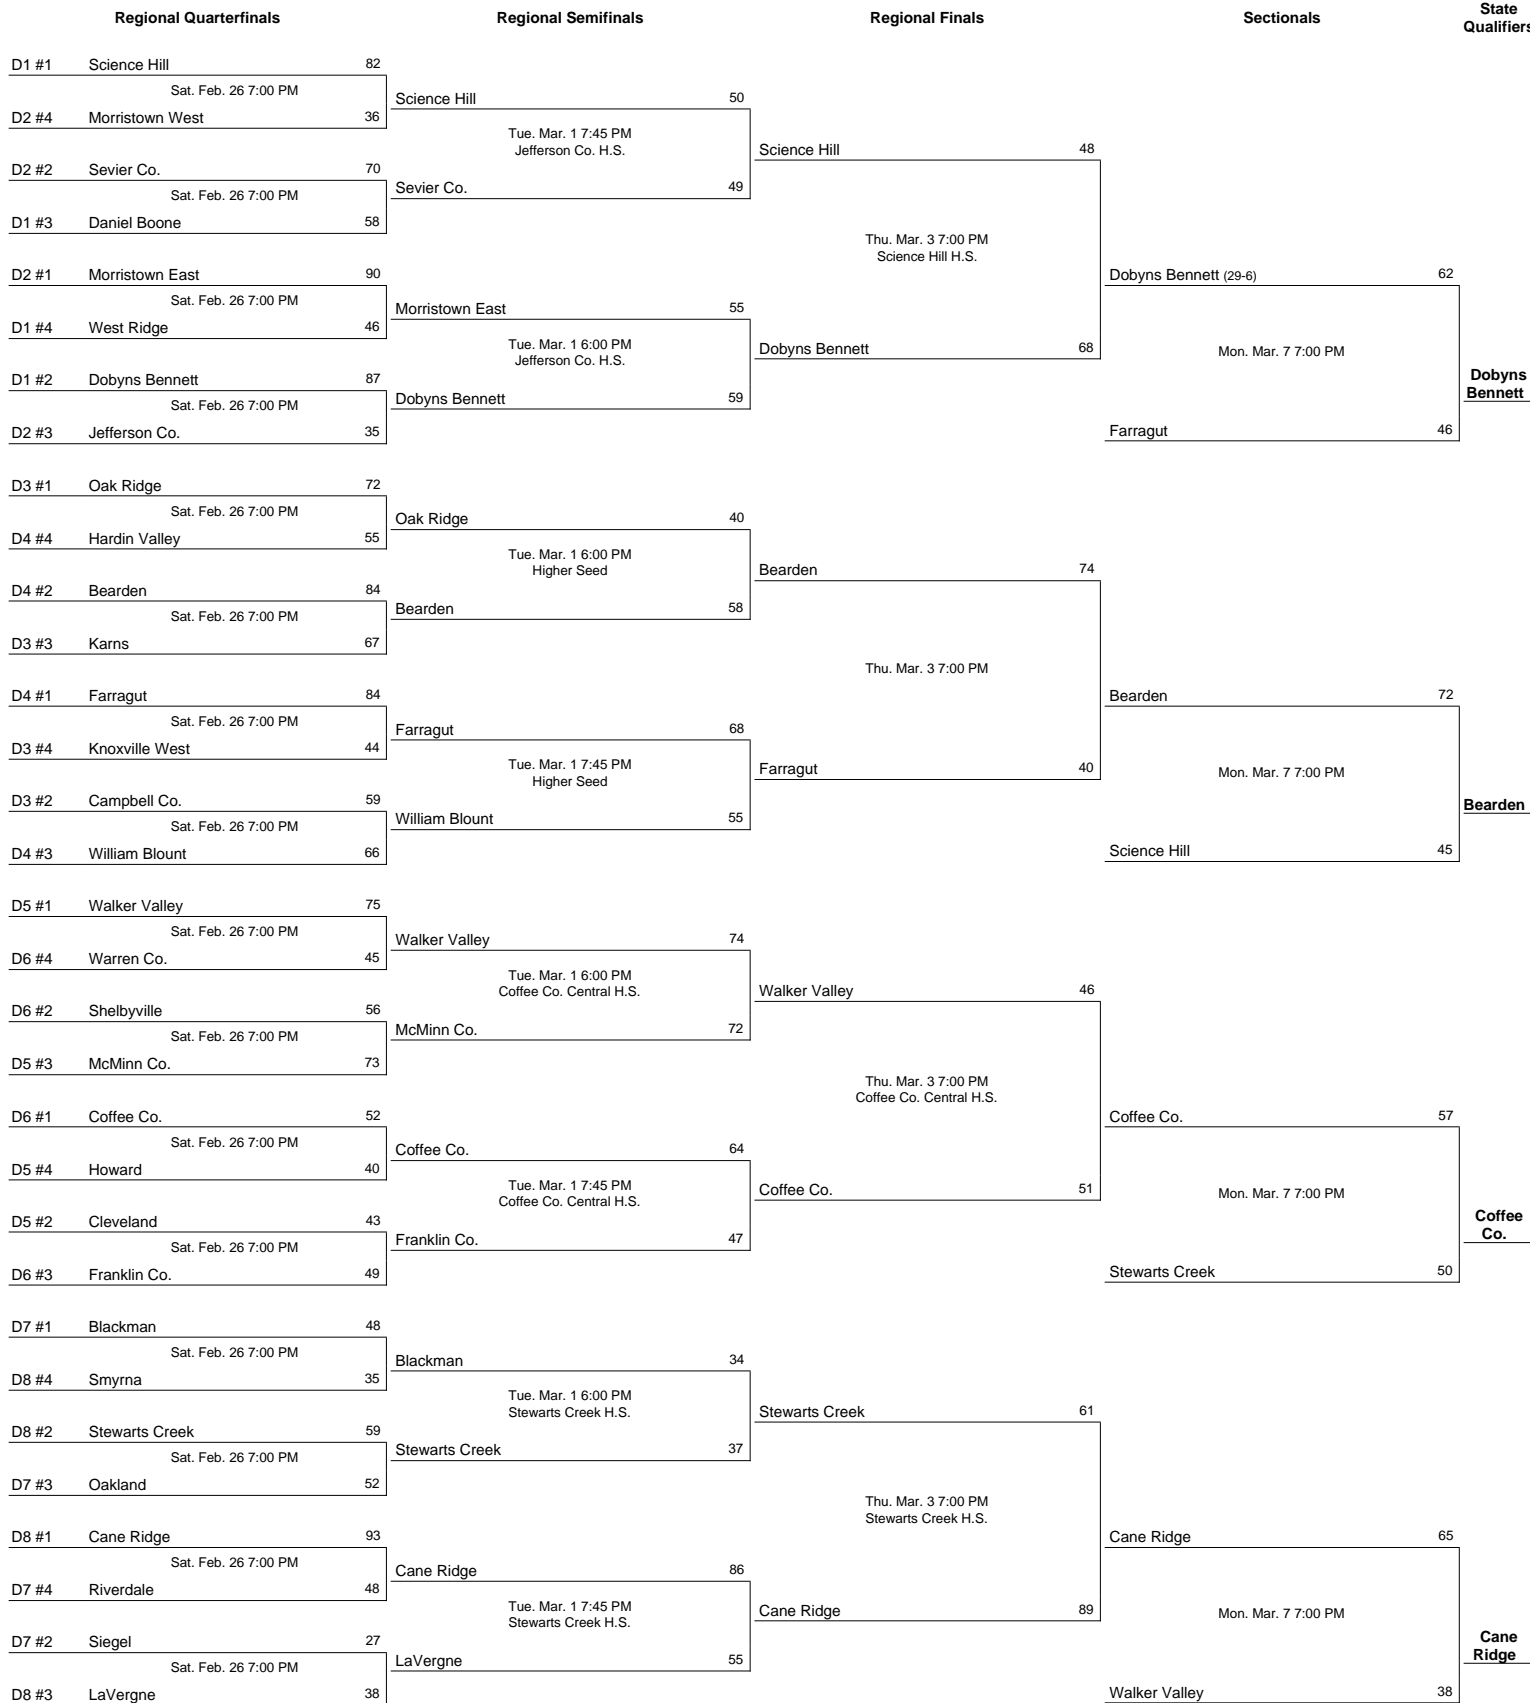 Regional Quarterfinals
Regional Semifinals
Regional Finals
Sectionals
State
Qualifiers
D1 #1 Science Hill 82
Sat. Feb. 26 7:00 PM
D2 #4 Morristown West 36
D2 #2 Sevier Co. 70
Sat. Feb. 26 7:00 PM
D1 #3 Daniel Boone 58
D2 #1 Morristown East 90
Sat. Feb. 26 7:00 PM
D1 #4 West Ridge 46
D1 #2 Dobyns Bennett 87
Sat. Feb. 26 7:00 PM
D2 #3 Jefferson Co. 35
D3 #1 Oak Ridge 72
Sat. Feb. 26 7:00 PM
D4 #4 Hardin Valley 55
D4 #2 Bearden 84
Sat. Feb. 26 7:00 PM
D3 #3 Karns 67
D4 #1 Farragut 84
Sat. Feb. 26 7:00 PM
D3 #4 Knoxville West 44
D3 #2 Campbell Co. 59
Sat. Feb. 26 7:00 PM
D4 #3 William Blount 66
D5 #1 Walker Valley 75
Sat. Feb. 26 7:00 PM
D6 #4 Warren Co. 45
D6 #2 Shelbyville 56
Sat. Feb. 26 7:00 PM
D5 #3 McMinn Co. 73
D6 #1 Coffee Co. 52
Sat. Feb. 26 7:00 PM
D5 #4 Howard 40
D5 #2 Cleveland 43
Sat. Feb. 26 7:00 PM
D6 #3 Franklin Co. 49
D7 #1 Blackman 48
Sat. Feb. 26 7:00 PM
D8 #4 Smyrna 35
D8 #2 Stewarts Creek 59
Sat. Feb. 26 7:00 PM
D7 #3 Oakland 52
D8 #1 Cane Ridge 93
Sat. Feb. 26 7:00 PM
D7 #4 Riverdale 48
D7 #2 Siegel 27
Sat. Feb. 26 7:00 PM
D8 #3 LaVergne 38
Science Hill 50
Tue. Mar. 1 7:45 PM
Jefferson Co. H.S.
Sevier Co. 49
Morristown East 55
Tue. Mar. 1 6:00 PM
Jefferson Co. H.S.
Dobyns Bennett 59
Oak Ridge 40
Tue. Mar. 1 6:00 PM
Higher Seed
Bearden 58
Farragut 68
Tue. Mar. 1 7:45 PM
Higher Seed
William Blount 55
Walker Valley 74
Tue. Mar. 1 6:00 PM
Coffee Co. Central H.S.
McMinn Co. 72
Coffee Co. 64
Tue. Mar. 1 7:45 PM
Coffee Co. Central H.S.
Franklin Co. 47
Blackman 34
Tue. Mar. 1 6:00 PM
Stewarts Creek H.S.
Stewarts Creek 37
Cane Ridge 86
Tue. Mar. 1 7:45 PM
Stewarts Creek H.S.
LaVergne 55
Science Hill 48
Thu. Mar. 3 7:00 PM
Science Hill H.S.
Dobyns Bennett 68
Bearden 74
Thu. Mar. 3 7:00 PM
Farragut 40
Walker Valley 46
Thu. Mar. 3 7:00 PM
Coffee Co. Central H.S.
Coffee Co. 51
Stewarts Creek 61
Thu. Mar. 3 7:00 PM
Stewarts Creek H.S.
Cane Ridge 89
Dobyns Bennett (29-6) 62
Mon. Mar. 7 7:00 PM
Farragut 46
Bearden 72
Mon. Mar. 7 7:00 PM
Science Hill 45
Coffee Co. 57
Mon. Mar. 7 7:00 PM
Stewarts Creek 50
Cane Ridge 65
Mon. Mar. 7 7:00 PM
Walker Valley 38
Dobyns
Bennett
Bearden
Coffee
Co.
Cane
Ridge